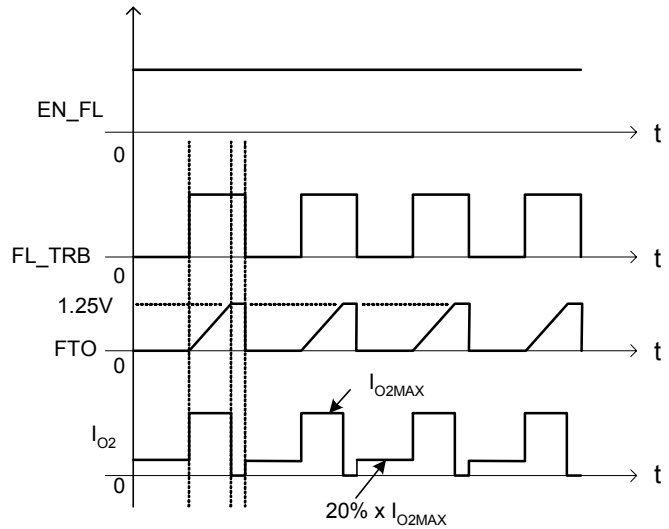 EN_FL
0
t
FL_TRB
0
t
1.25V
FTO
0
t
I_O2MAX
I_O2
0
t
20% x I_O2MAX